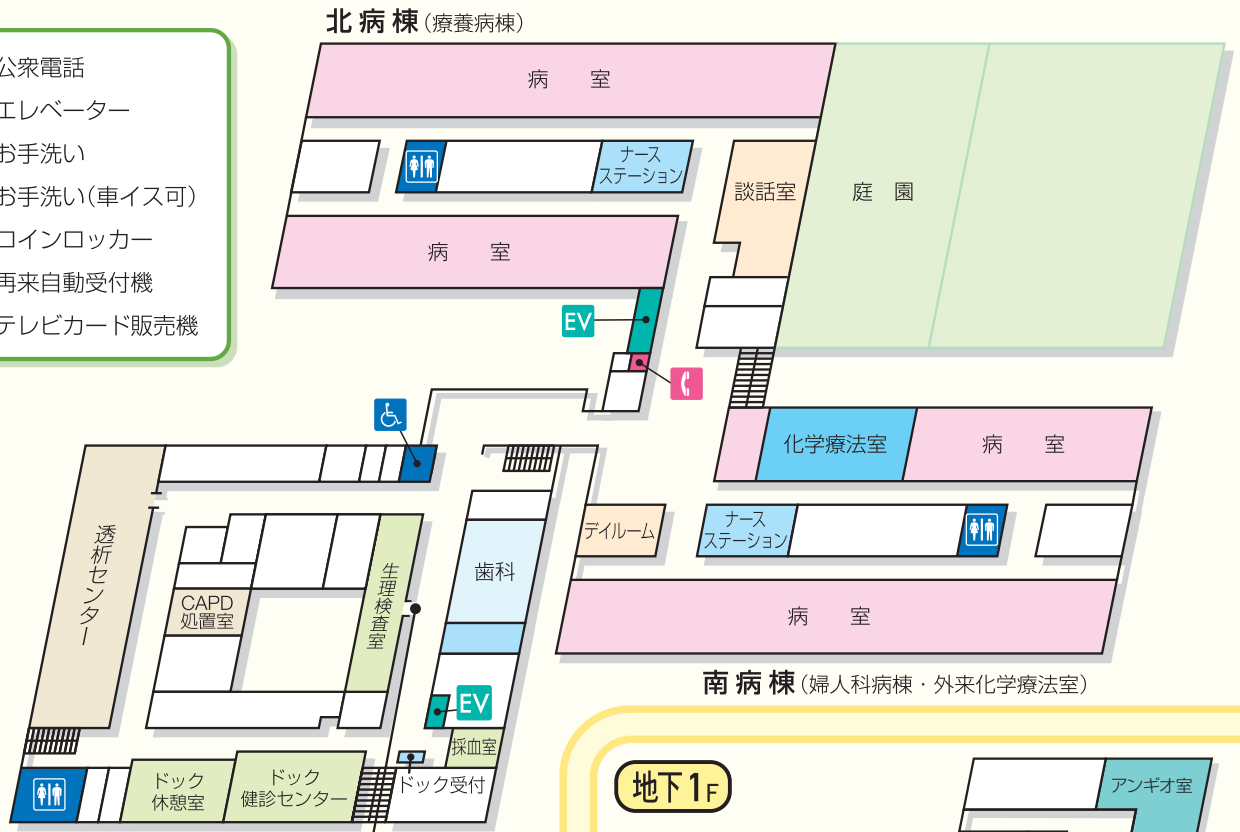 北病棟(療養病棟)
公衆電話
エレベーター
お手洗い
お手洗い(車イス可)
コインロッカー
再来自動受付機
テレビカード販売機
病 室
ナース
ステーション
談話室
庭 園
病 室
EV
化学療法室
病 室
デイルーム
ナース
ステーション
病 室
南病棟(婦人科病棟・外来化学療法室)
透析センター
CAPD
処置室
生理検査室
歯科
EV
採血室
ドック受付
ドック
休憩室
ドック
健診センター
地下1F
アンギオ室